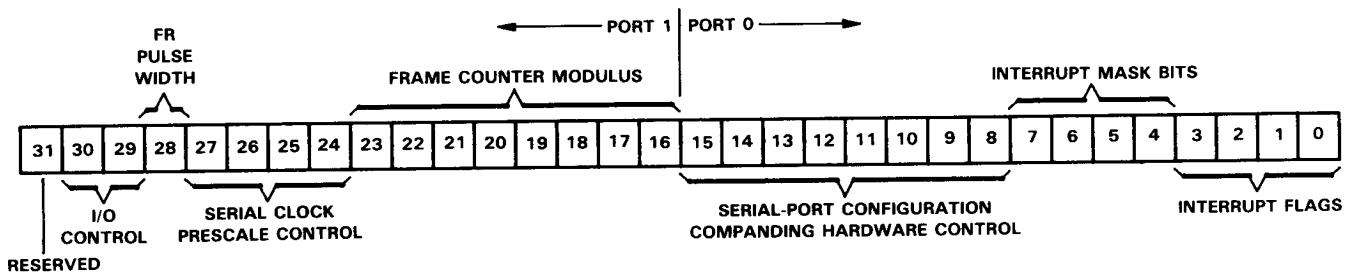 PORT 1 PORT 0
FR
PULSE
WIDTH
FRAME COUNTER MODULUS
INTERRUPT MASK BITS
31 30 29 28 27 26 25 24 23 22 21 20 19 18 17 16 15 14 13 12 11 10 9 8 7 6 5 4 3 2 1 0
I/O
CONTROL
SERIAL CLOCK
PRESCALE CONTROL
SERIAL-PORT CONFIGURATION
COMPANDING HARDWARE CONTROL
INTERRUPT FLAGS
RESERVED